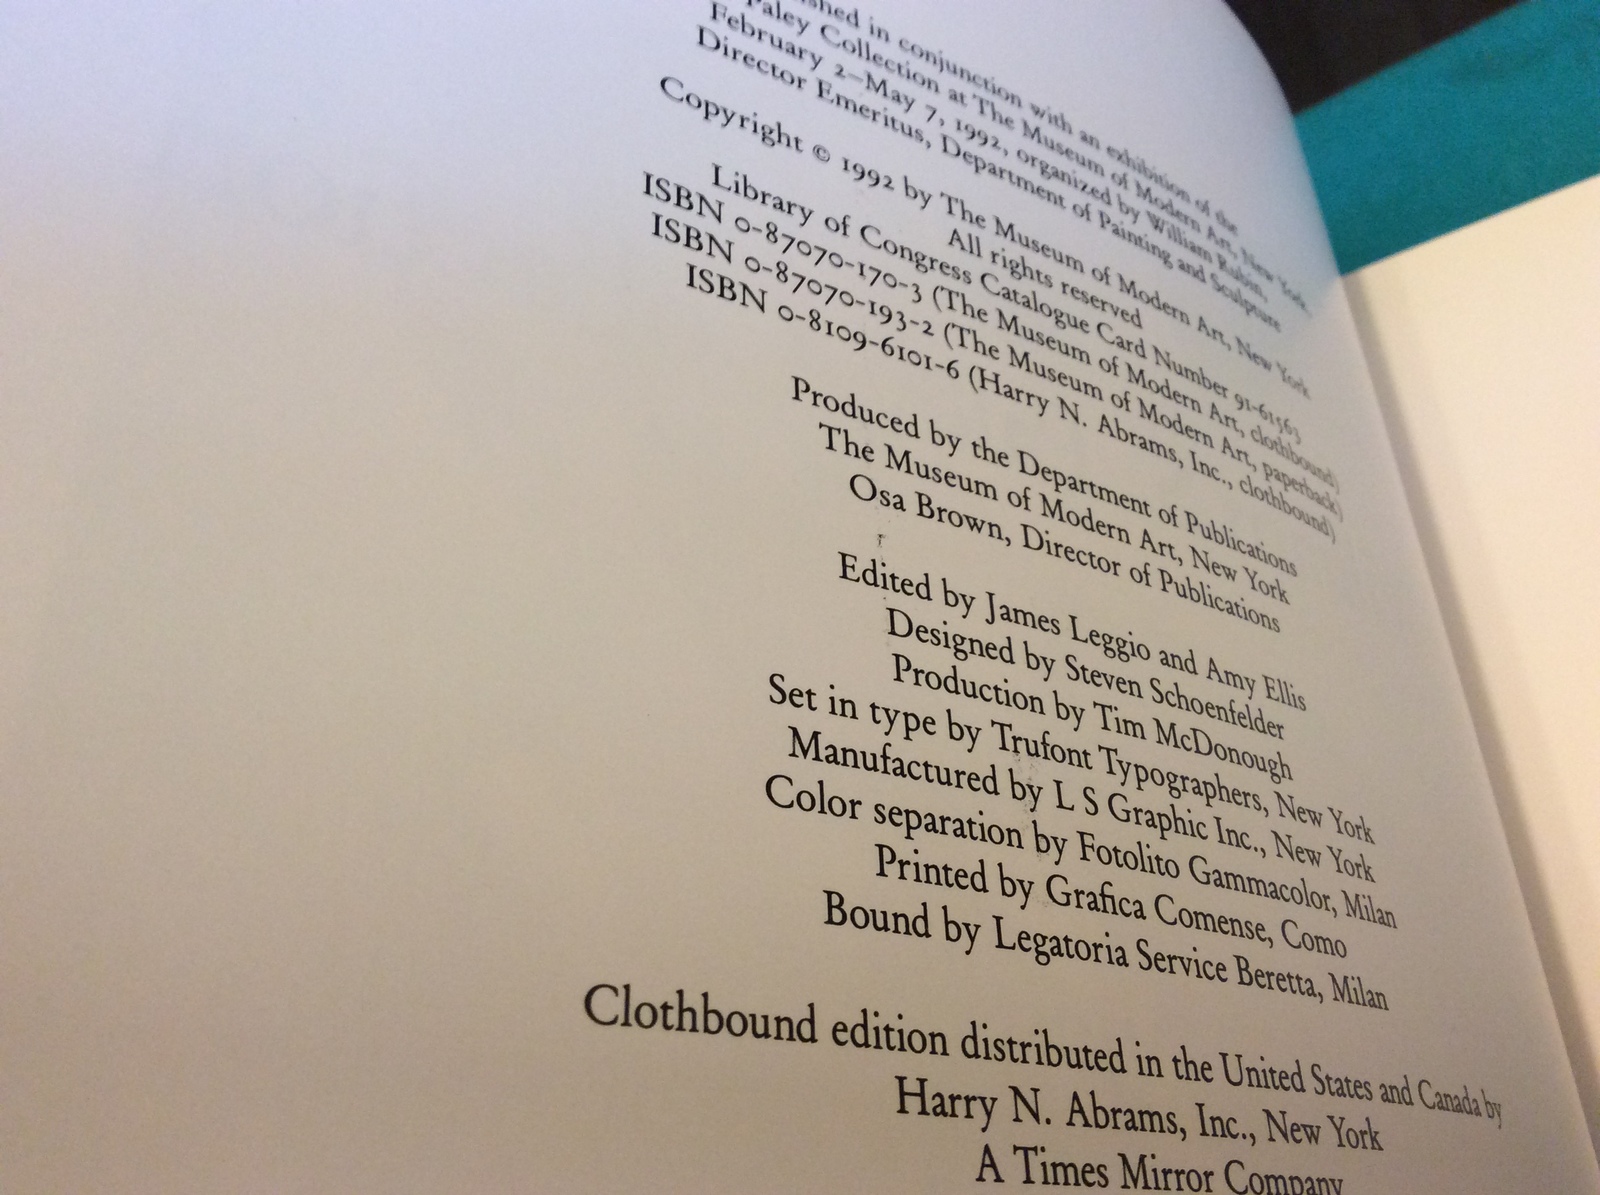 in conjunction with an exhibition of the
Paley Collection at The Museum of Modern Art, New York,
February 2–May 7, 1992, organized by William Rubin,
Director Emeritus, Department of Painting and Sculpture
Copyright © 1992 by The Museum of Modern Art, New York
All rights reserved
Library of Congress Catalogue Card Number 91-61563
ISBN 0-87070-170-3 (The Museum of Modern Art, clothbound)
ISBN 0-87070-193-2 (The Museum of Modern Art, paperback)
ISBN 0-8109-6101-6 (Harry N. Abrams, Inc., clothbound)
Produced by the Department of Publications
The Museum of Modern Art, New York
Osa Brown, Director of Publications
Edited by James Leggio and Amy Ellis
Designed by Steven Schoenfelder
Production by Tim McDonough
Set in type by Trufont Typographers, New York
Manufactured by L S Graphic Inc., New York
Color separation by Fotolito Gammacolor, Milan
Printed by Grafica Comense, Como
Bound by Legatoria Service Beretta, Milan
Clothbound edition distributed in the United States and Canada by
Harry N. Abrams, Inc., New York
A Times Mirror Company